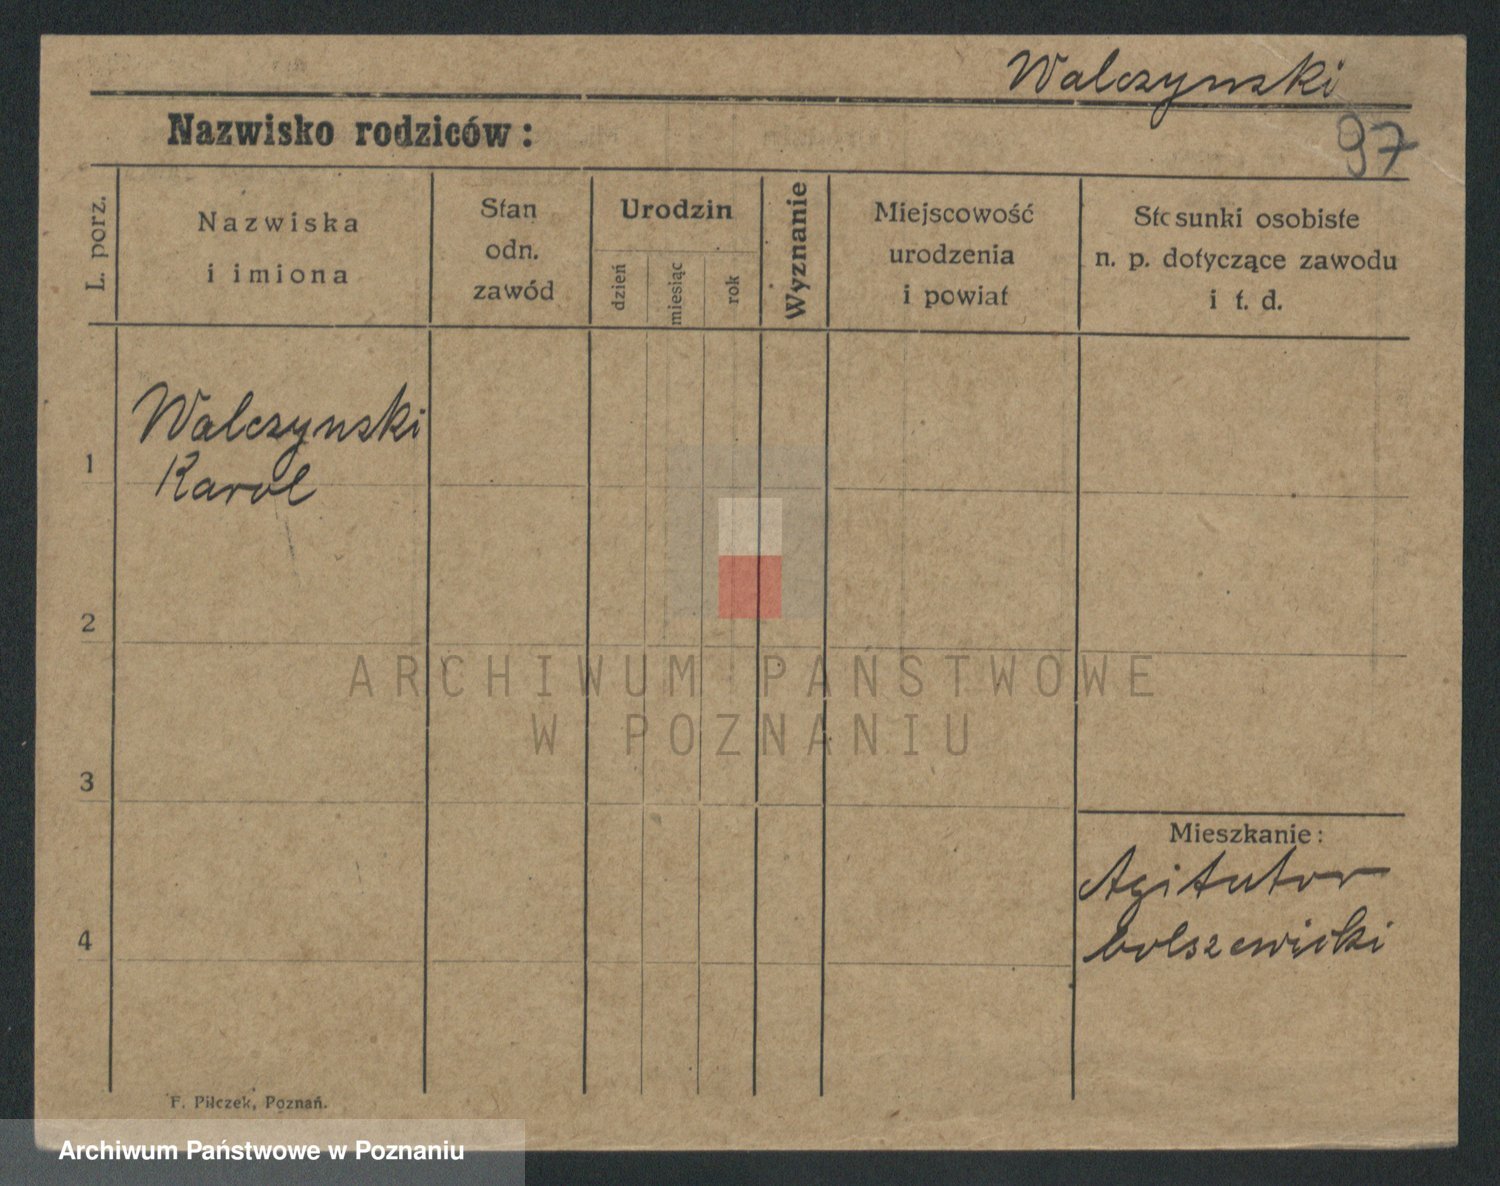 Walczynski
97
Nazwisko rodziców:
L. porz.
Nazwiska
i imiona
Stan
odn.
zawód
Urodzin
dzień
miesiąc
rok
Wyznanie
Miejscowość
urodzenia
i powiat
Stosunki osobiste
n. p. dotyczące zawodu
i t. d.
1
Walczynski
Karol
2
ARCHIWUM PAŃSTWOWE
W POZNANIU
3
Mieszkanie:
Agitator
bolszewicki
4
F. Pilczek, Poznań.
Archiwum Państwowe w Poznaniu